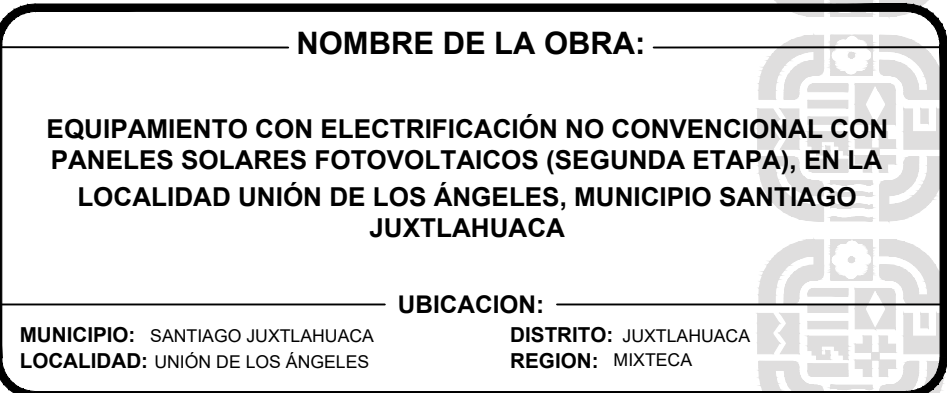 NOMBRE DE LA OBRA:
EQUIPAMIENTO CON ELECTRIFICACIÓN NO CONVENCIONAL CON
PANELES SOLARES FOTOVOLTAICOS (SEGUNDA ETAPA), EN LA
LOCALIDAD UNIÓN DE LOS ÁNGELES, MUNICIPIO SANTIAGO
JUXTLAHUACA
UBICACION:
MUNICIPIO: SANTIAGO JUXTLAHUACA DISTRITO: JUXTLAHUACA
LOCALIDAD: UNIÓN DE LOS ÁNGELES REGION: MIXTECA